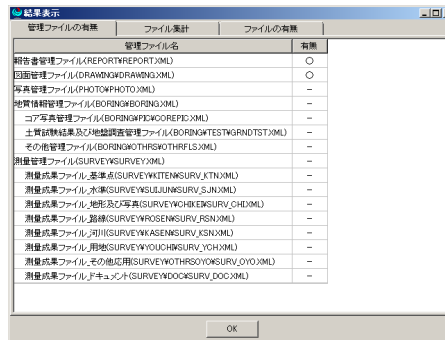 結果表示
管理ファイルの有無 ファイル集計 ファイルの有無
管理ファイル名 有無
報告書管理ファイル(REPORT¥REPORT.XML) ○
図面管理ファイル(DRAWING¥DRAWING.XML) ○
写真管理ファイル(PHOTO¥PHOTO.XML) −
地質情報管理ファイル(BORING¥BORING.XML) −
コア写真管理ファイル(BORING¥PIC¥COREPIC.XML) −
土質試験結果及び地盤調査管理ファイル(BORING¥TEST¥GRNDTST.XML) −
その他管理ファイル(BORING¥OTHRS¥OTHRFLS.XML) −
測量管理ファイル(SURVEY¥SURVEY.XML) −
測量成果ファイル_基準点(SURVEY¥KITEN¥SURV_KTN.XML) −
測量成果ファイル_水準(SURVEY¥SUIJUN¥SURV_SJN.XML) −
測量成果ファイル_地形及び写真(SURVEY¥CHIKEI¥SURV_CHI.XML) −
測量成果ファイル_路線(SURVEY¥ROSEN¥SURV_RSN.XML) −
測量成果ファイル_河川(SURVEY¥KASEN¥SURV_KSN.XML) −
測量成果ファイル_用地(SURVEY¥YOUCHI¥SURV_YCH.XML) −
測量成果ファイル_その他応用(SURVEY¥OTHRSOYO¥SURV_OYO.XML) −
測量成果ファイル_ドキュメント(SURVEY¥DOC¥SURV_DOC.XML) −
OK